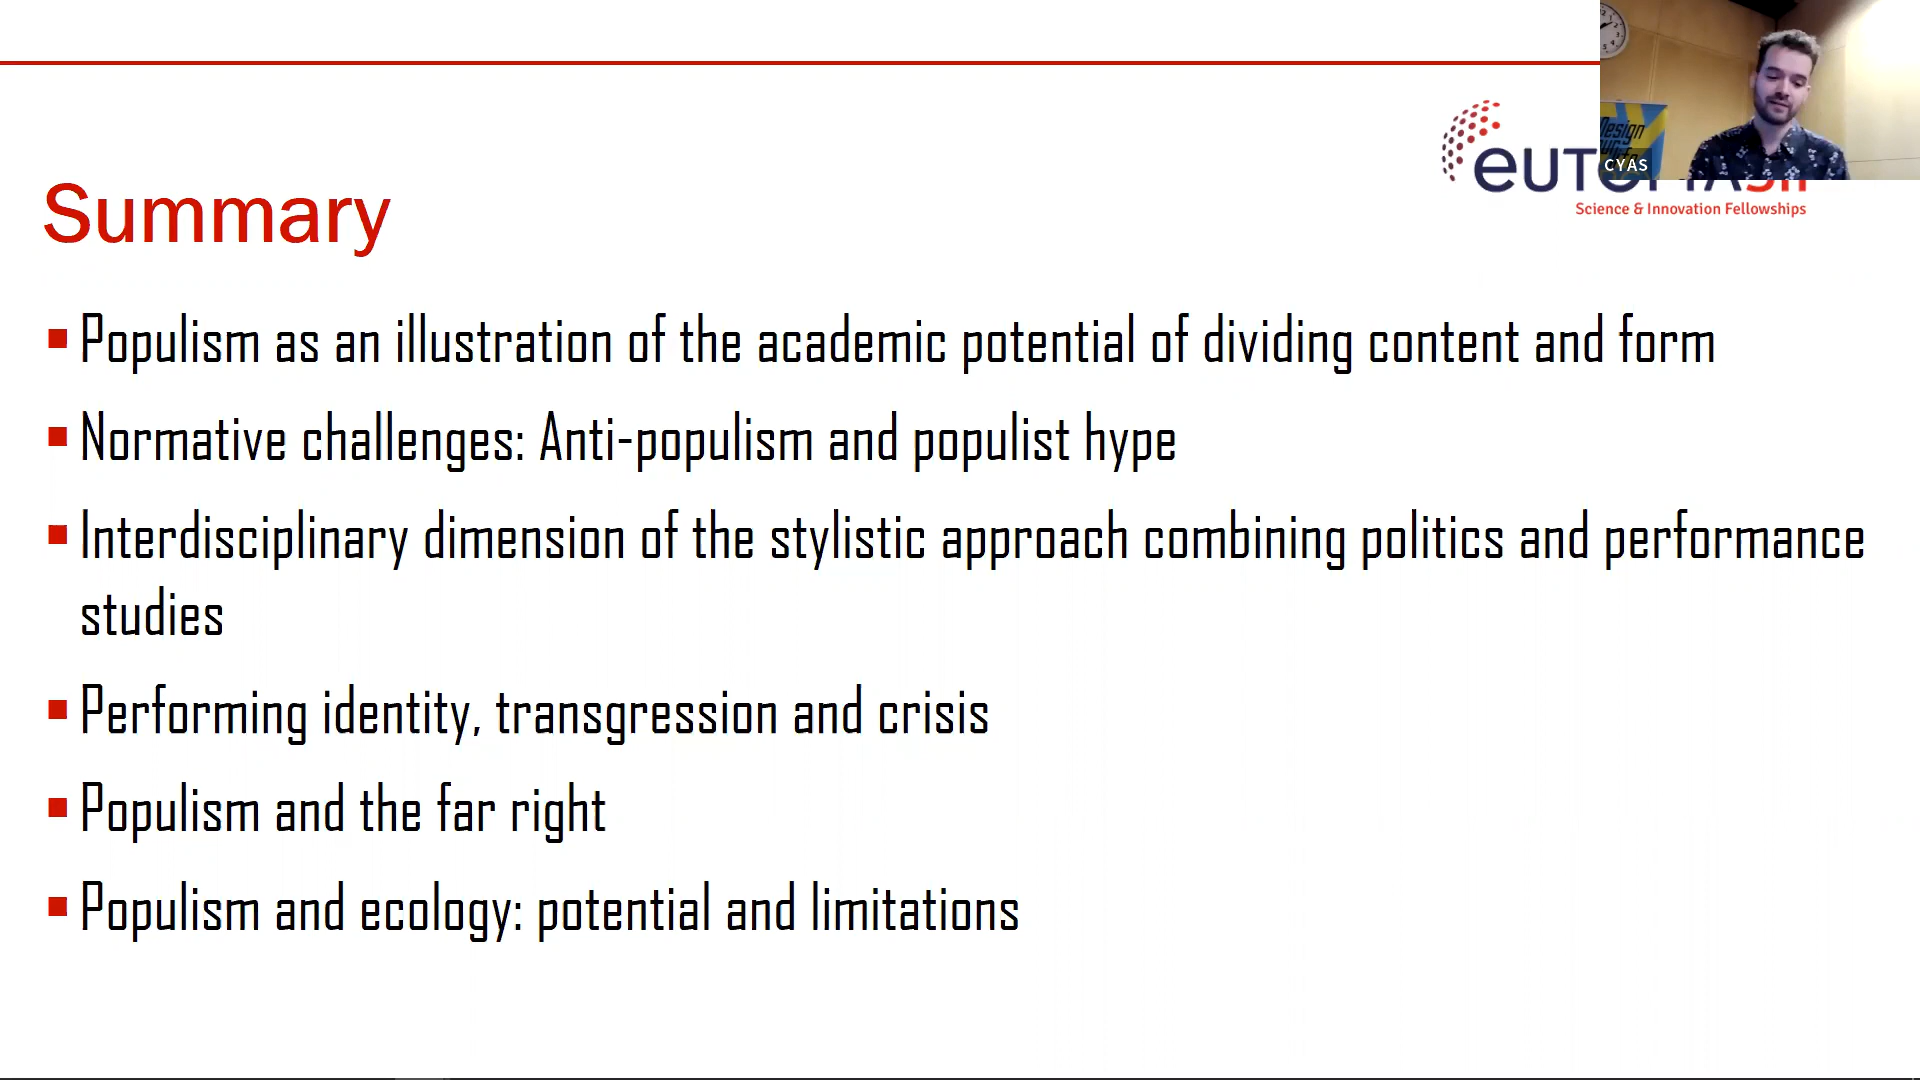 eUT
Science & Innovation Fellowships
Design
CYAS
Summary
Populism as an illustration of the academic potential of dividing content and form
Normative challenges: Anti-populism and populist hype
Interdisciplinary dimension of the stylistic approach combining politics and performance
studies
Performing identity, transgression and crisis
Populism and the far right
Populism and ecology: potential and limitations